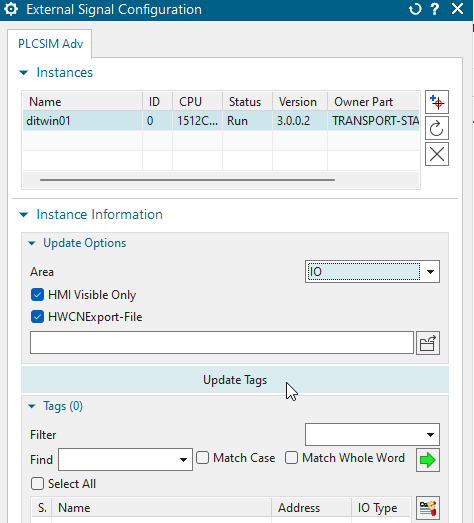 External Signal Configuration
PLCSIM Adv
Instances
Name ID CPU Status Version Owner Part
ditwin01 0 1512C... Run 3.0.0.2 TRANSPORT-STA
Instance Information
Update Options
Area IO
HMI Visible Only
HWCNExport-File
Update Tags
Tags (0)
Filter
Find Match Case Match Whole Word
Select All
S. Name Address IO Type